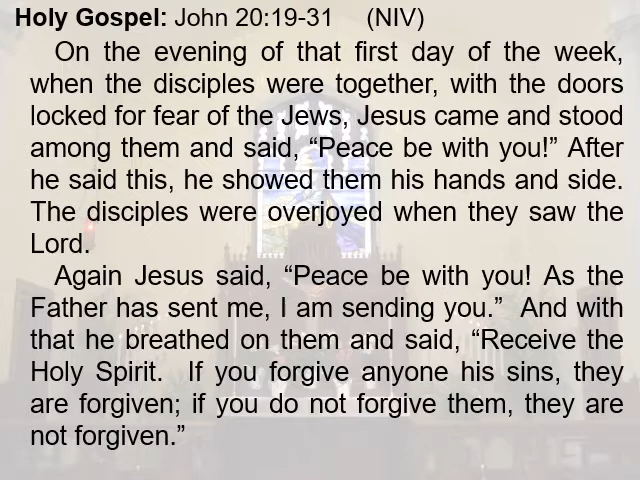 Holy Gospel: John 20:19-31 (NIV)
On the evening of that first day of the week,
when the disciples were together, with the doors
locked for fear of the Jews, Jesus came and stood
among them and said, “Peace be with you!” After
he said this, he showed them his hands and side.
The disciples were overjoyed when they saw the
Lord.
Again Jesus said, “Peace be with you! As the
Father has sent me, I am sending you.” And with
that he breathed on them and said, “Receive the
Holy Spirit. If you forgive anyone his sins, they
are forgiven; if you do not forgive them, they are
not forgiven.”